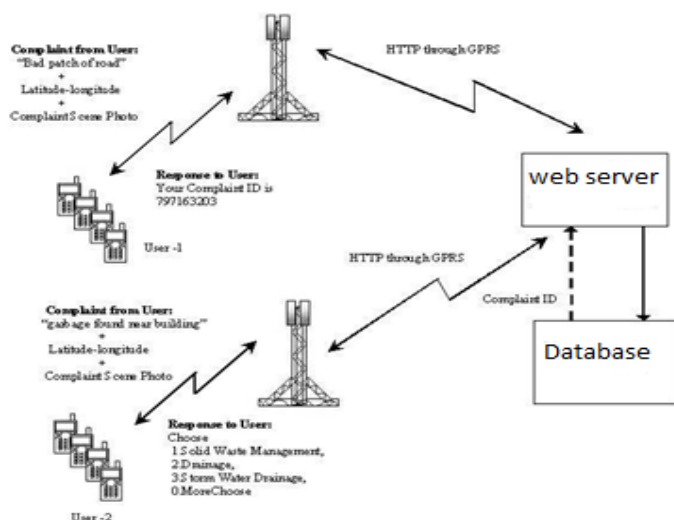 Complaint from User:
"Bad patch of road"
+
Latitude-longitude
+
Complaint Scene Photo
HTTP through GPRS
Response to User:
Your Complaint ID is
797163203
User -1
web server
HTTP through GPRS
Complaint ID
Database
Complaint from User:
"garbage found near building"
+
Latitude-longitude
+
Complaint Scene Photo
Response to User:
Choose
1.Solid Waste Management,
2.Drainage,
3.Storm Water Drainage,
0.MoreChoose
User -2